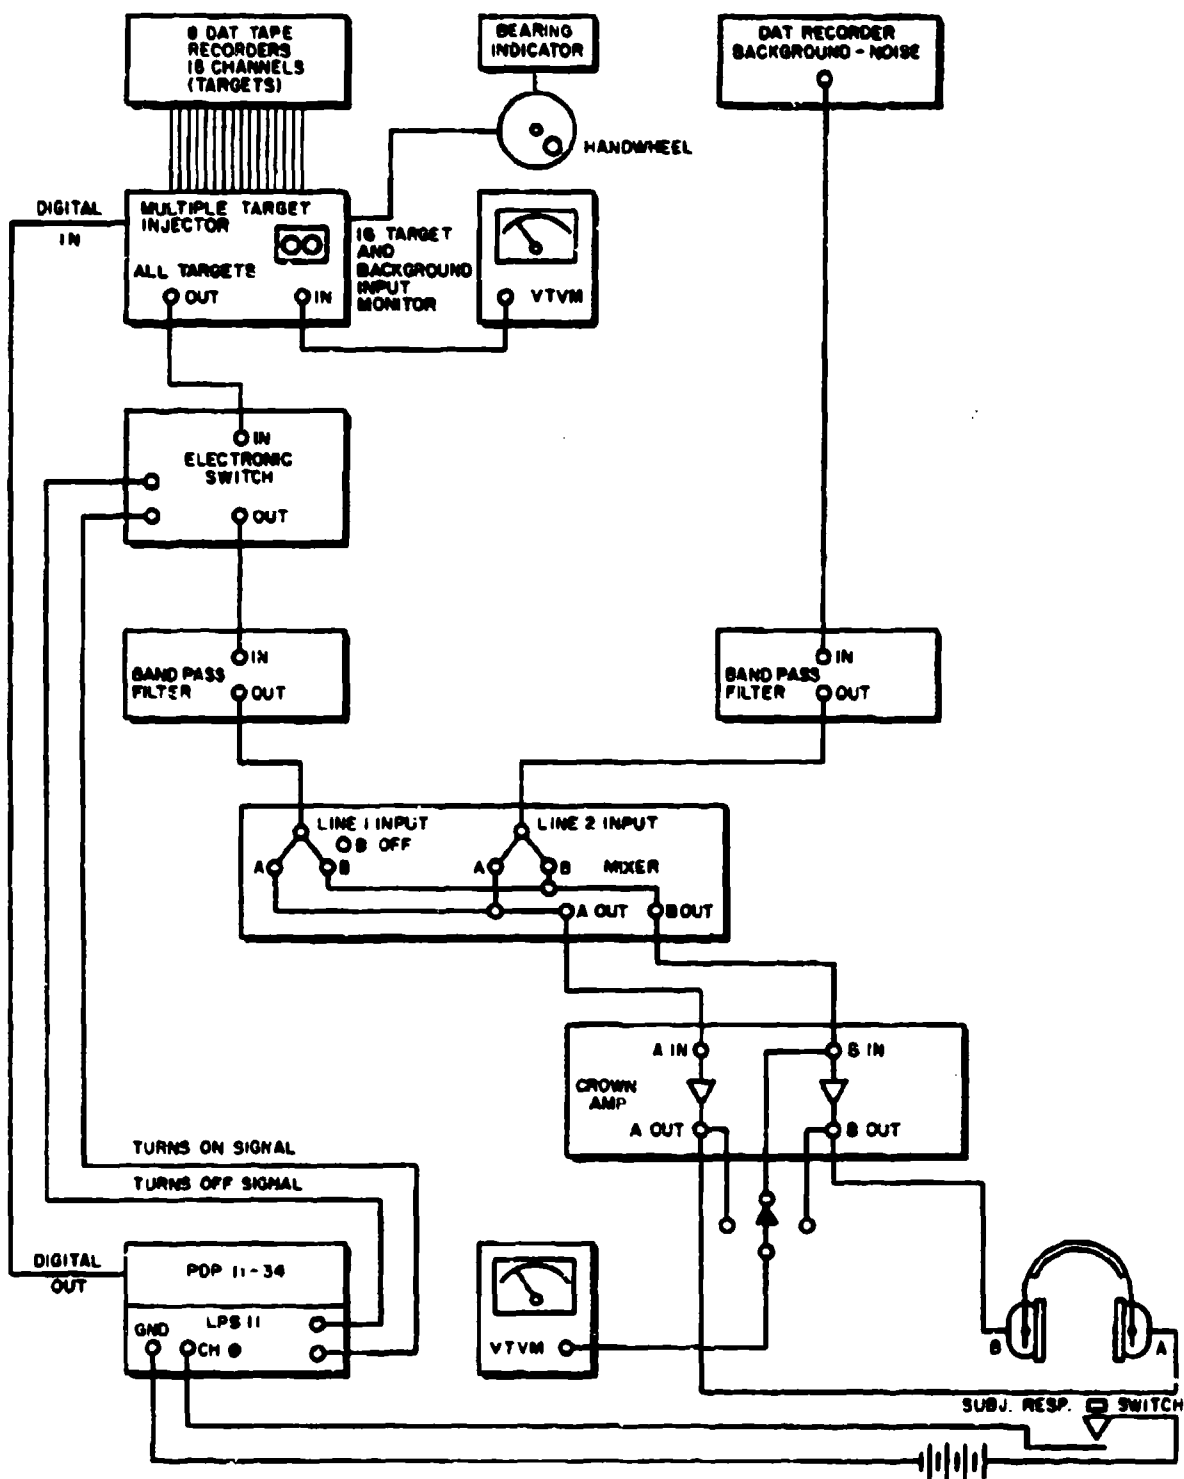 8 DAT TAPE
RECORDERS
16 CHANNELS
(TARGETS)
BEARING
INDICATOR
DAT RECORDER
BACKGROUND - NOISE
HANDWHEEL
DIGITAL
IN
MULTIPLE TARGET
INJECTOR
ALL TARGETS
OUT
IN
16 TARGET
AND
BACKGROUND
INPUT
MONITOR
VTVM
IN
ELECTRONIC
SWITCH
OUT
IN
BAND PASS
FILTER
OUT
IN
BAND PASS
FILTER
OUT
LINE 1 INPUT
B OFF
A
B
LINE 2 INPUT
A
B
MIXER
A OUT
B OUT
A IN
B IN
CROWN
AMP
A OUT
B OUT
TURNS ON SIGNAL
TURNS OFF SIGNAL
DIGITAL
OUT
PDP 11-34
LPS 11
GND
CH
VTVM
B
A
SUBJ. RESP.
SWITCH